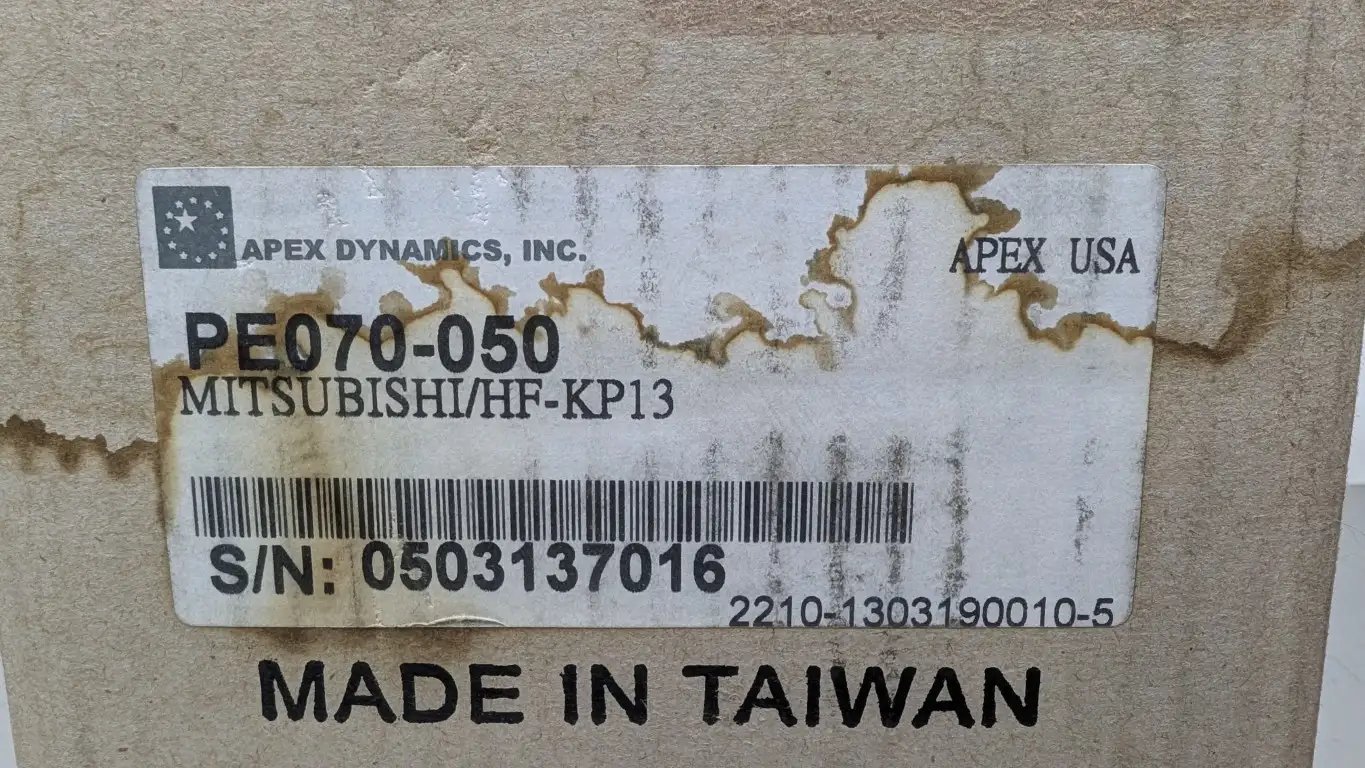 APEX DYNAMICS, INC.
APEX USA
PE070-050
MITSUBISHI/HF-KP13
S/N: 0503137016
2210-1303190010-5
MADE IN TAIWAN